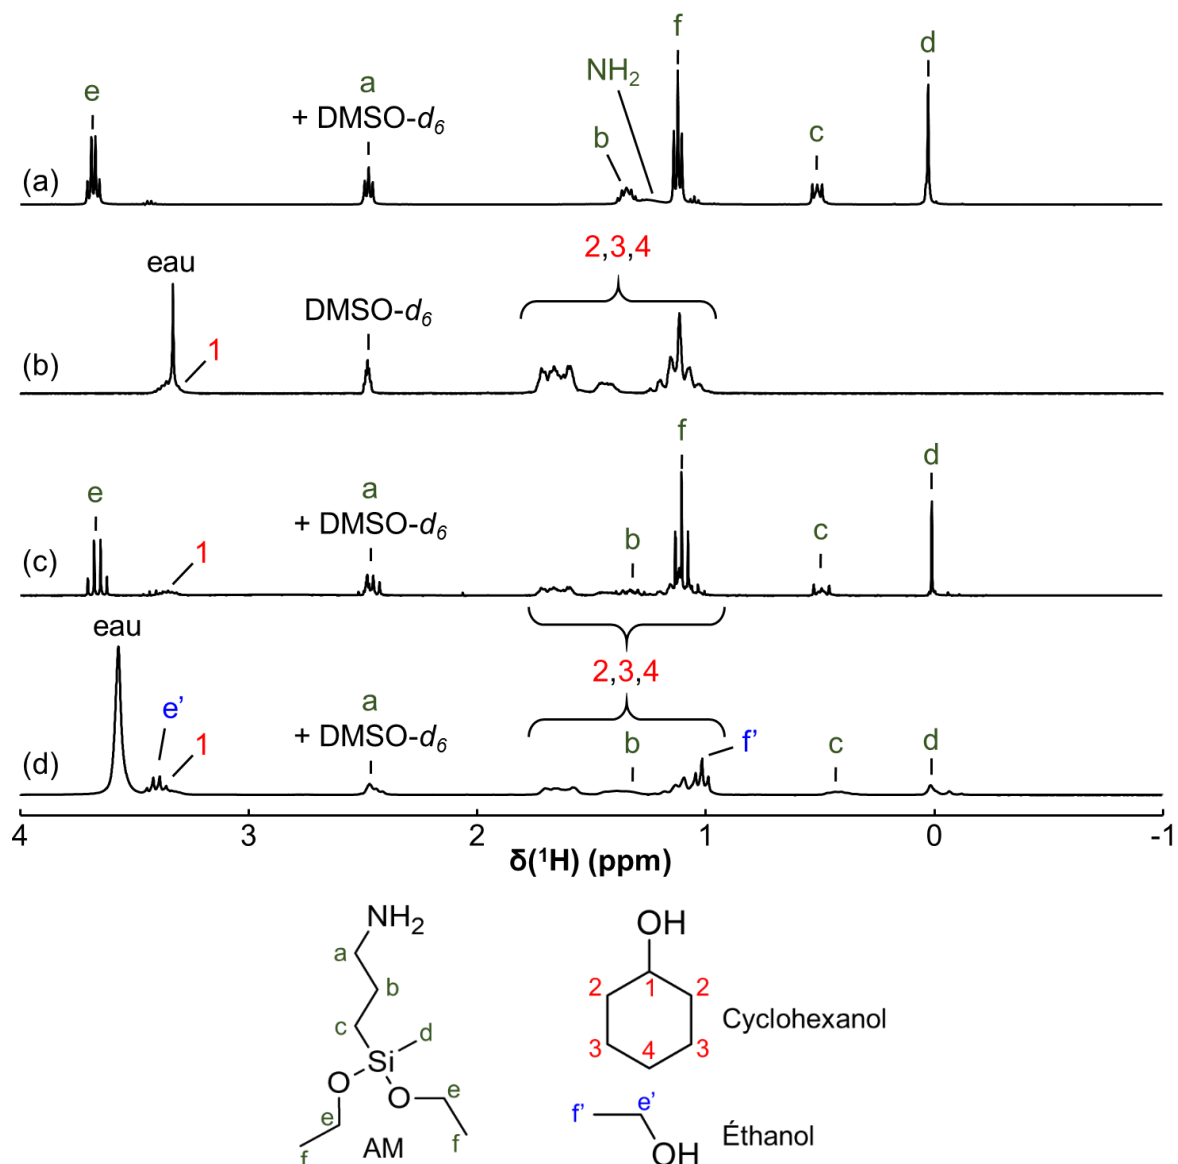 f
d
NH2
e
a
+ DMSO-d6
b
c
(a)
2,3,4
eau
DMSO-d6
1
(b)
f
d
e
a
+ DMSO-d6
b
c
1
(c)
eau
2,3,4
e’
a
+ DMSO-d6
1
b
f’
c
d
(d)
4 3 2 1 0 -1
δ(¹H) (ppm)
NH2
OH
a
b
2 1 2
Cyclohexanol
c
d
Si
3 4 3
O
O
e
e
f
f
AM
f’
e’
OH
Éthanol